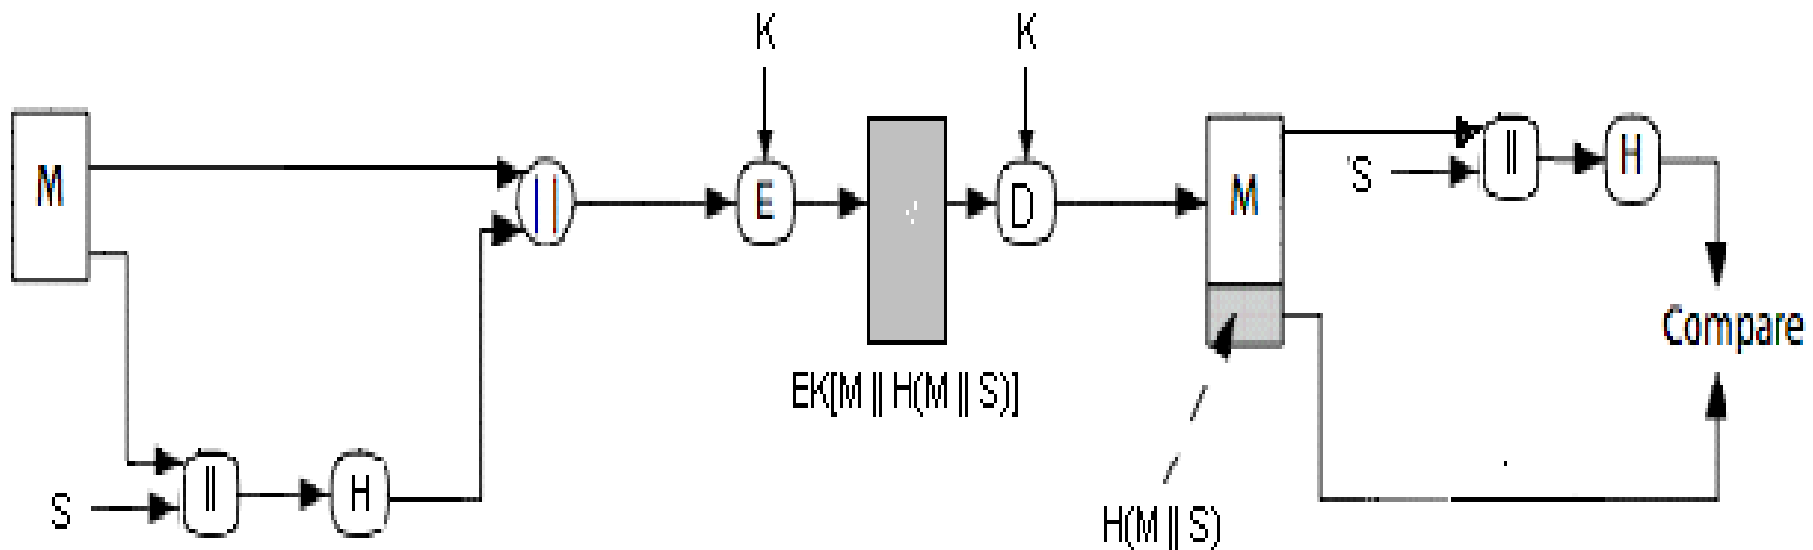 K
K
M
||
E
D
M
'S
||
H
Compare
EK[M || H(M || S)]
S
||
H
H(M || S)